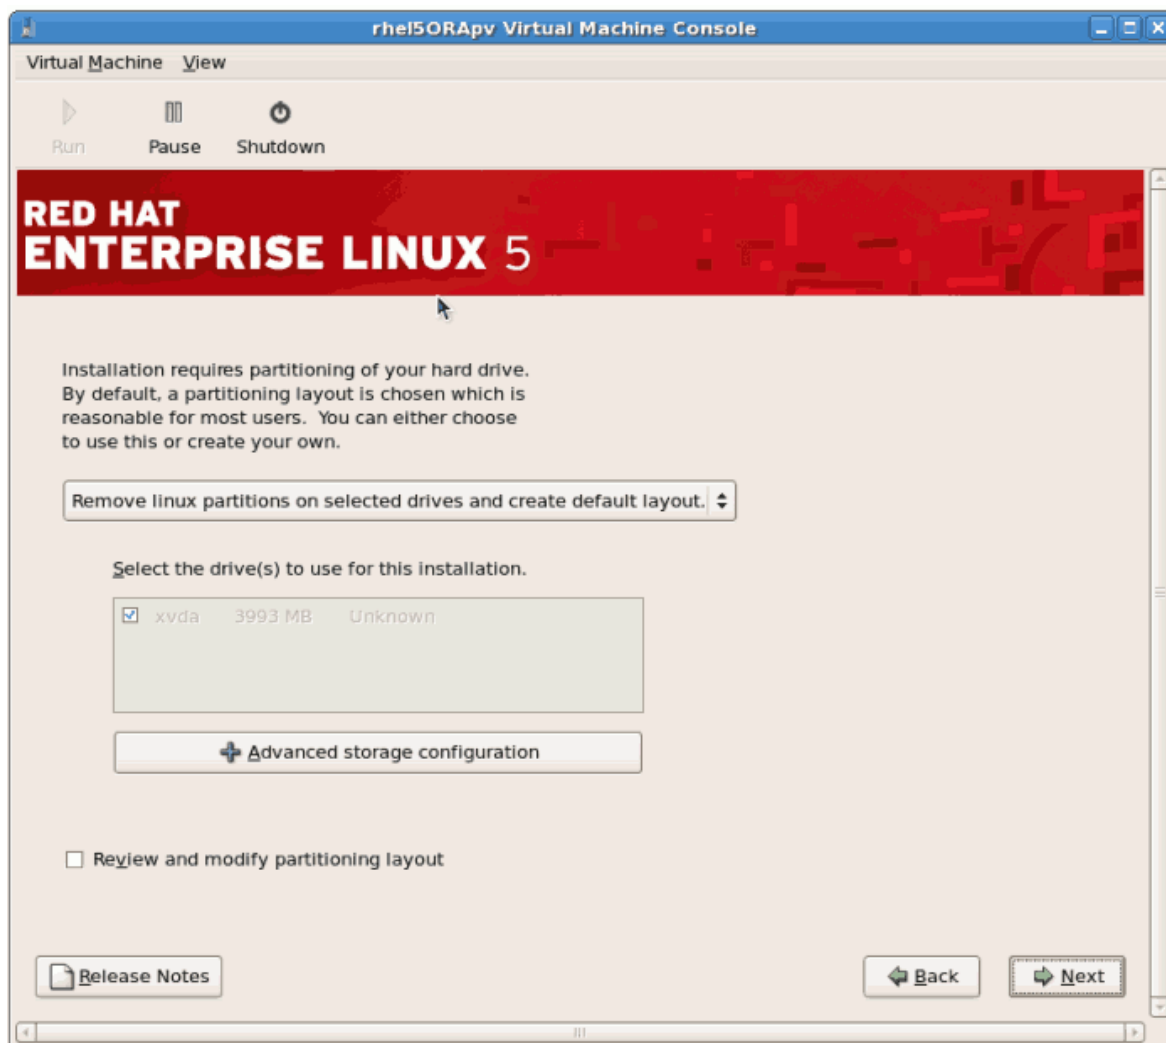 rhel5ORApv Virtual Machine Console
Virtual Machine View
Run Pause Shutdown
RED HAT
ENTERPRISE LINUX 5
Installation requires partitioning of your hard drive.
By default, a partitioning layout is chosen which is
reasonable for most users. You can either choose
to use this or create your own.
Remove linux partitions on selected drives and create default layout.
Select the drive(s) to use for this installation.
xvda 3993 MB Unknown
Advanced storage configuration
Review and modify partitioning layout
Release Notes Back Next